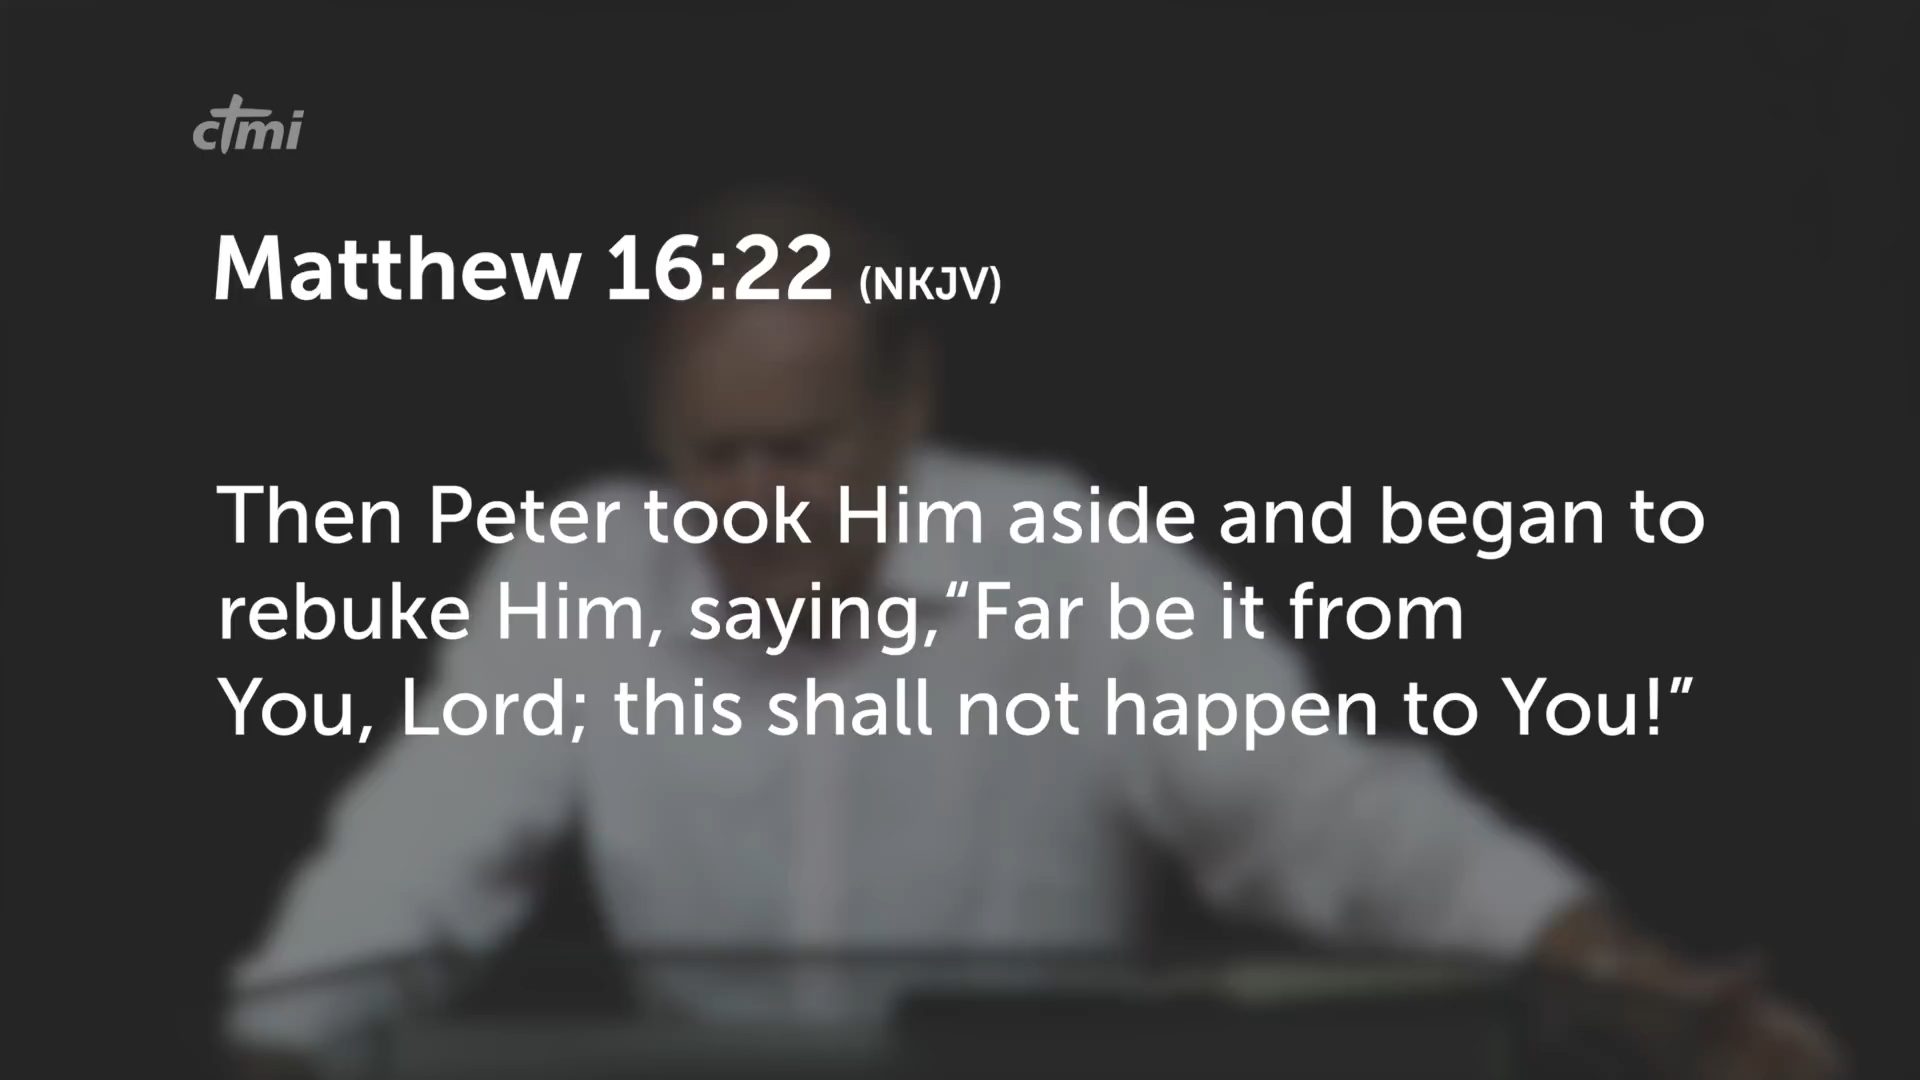 ctmi
Matthew 16:22 (NKJV)
Then Peter took Him aside and began to
rebuke Him, saying,“Far be it from
You, Lord; this shall not happen to You!”